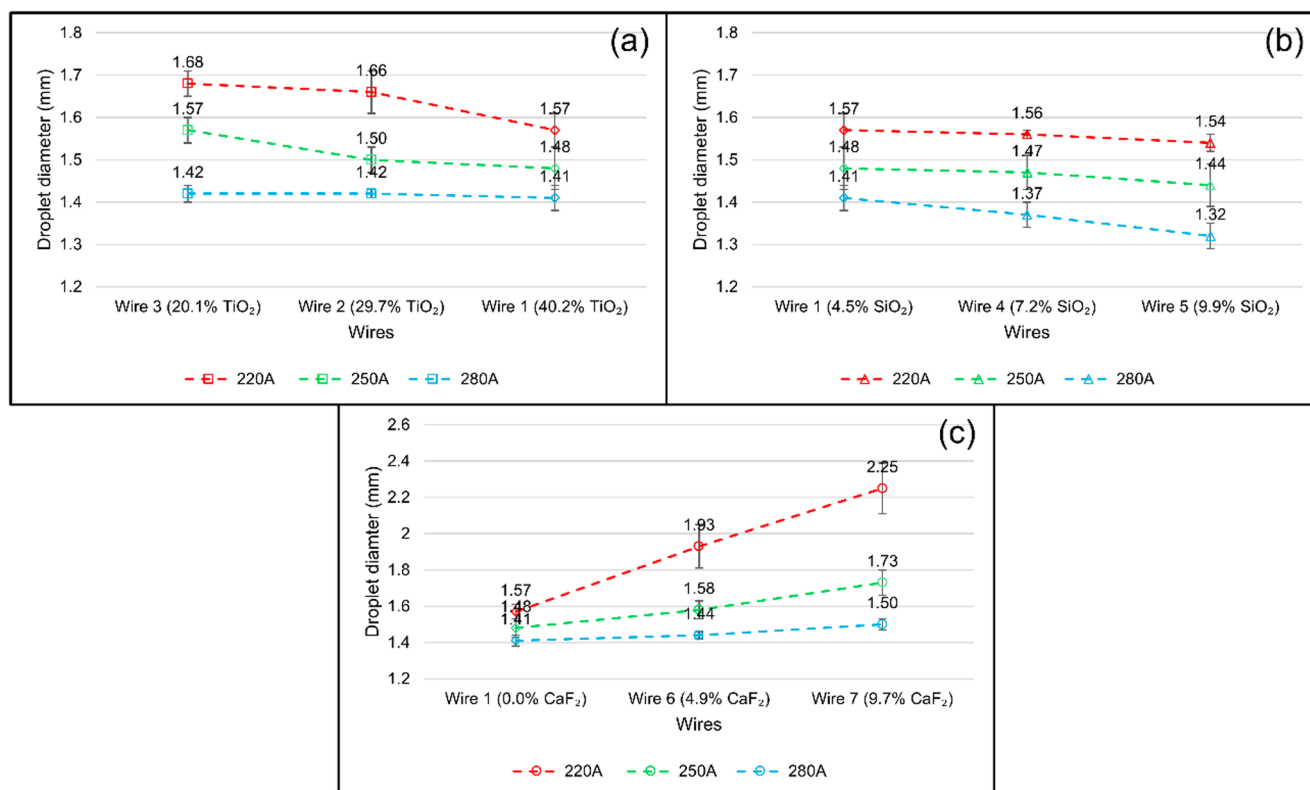 (a)
Droplet diameter (mm)
1.8
1.7
1.6
1.5
1.4
1.3
1.2
1.68
1.66
1.57
1.57
1.50
1.48
1.42
1.42
1.41
Wire 3 (20.1% TiO₂)
Wire 2 (29.7% TiO₂)
Wire 1 (40.2% TiO₂)
Wires
220A
250A
280A
(b)
Droplet diameter (mm)
1.8
1.7
1.6
1.5
1.4
1.3
1.2
1.57
1.56
1.54
1.48
1.47
1.44
1.41
1.37
1.32
Wire 1 (4.5% SiO₂)
Wire 4 (7.2% SiO₂)
Wire 5 (9.9% SiO₂)
Wires
220A
250A
280A
(c)
Droplet diamter (mm)
2.6
2.4
2.2
2
1.8
1.6
1.4
1.2
1.57
1.93
2.25
1.48
1.58
1.73
1.41
1.44
1.50
Wire 1 (0.0% CaF₂)
Wire 6 (4.9% CaF₂)
Wire 7 (9.7% CaF₂)
Wires
220A
250A
280A